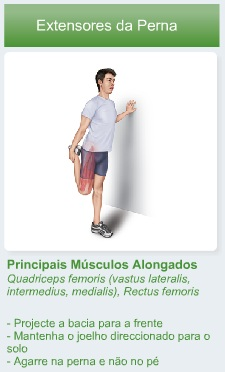 Extensores da Perna
Principais Músculos Alongados
Quadriceps femoris (vastus lateralis,
intermedius, medialis), Rectus femoris
- Projecte a bacia para a frente
- Mantenha o joelho direccionado para o
solo
- Agarre na perna e não no pé